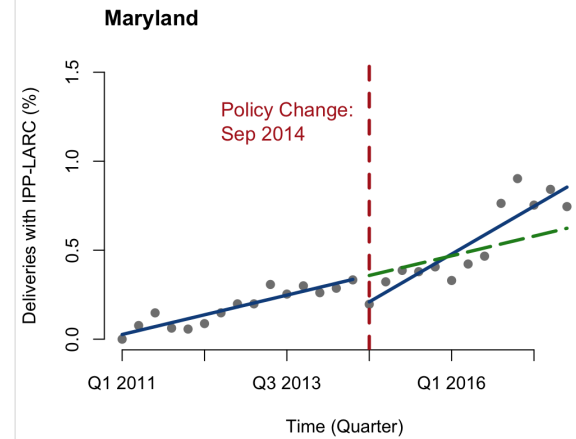 Maryland
Policy Change:
Sep 2014
Deliveries with IPP-LARC (%)
1.5
1.0
0.5
0.0
Q1 2011
Q3 2013
Q1 2016
Time (Quarter)